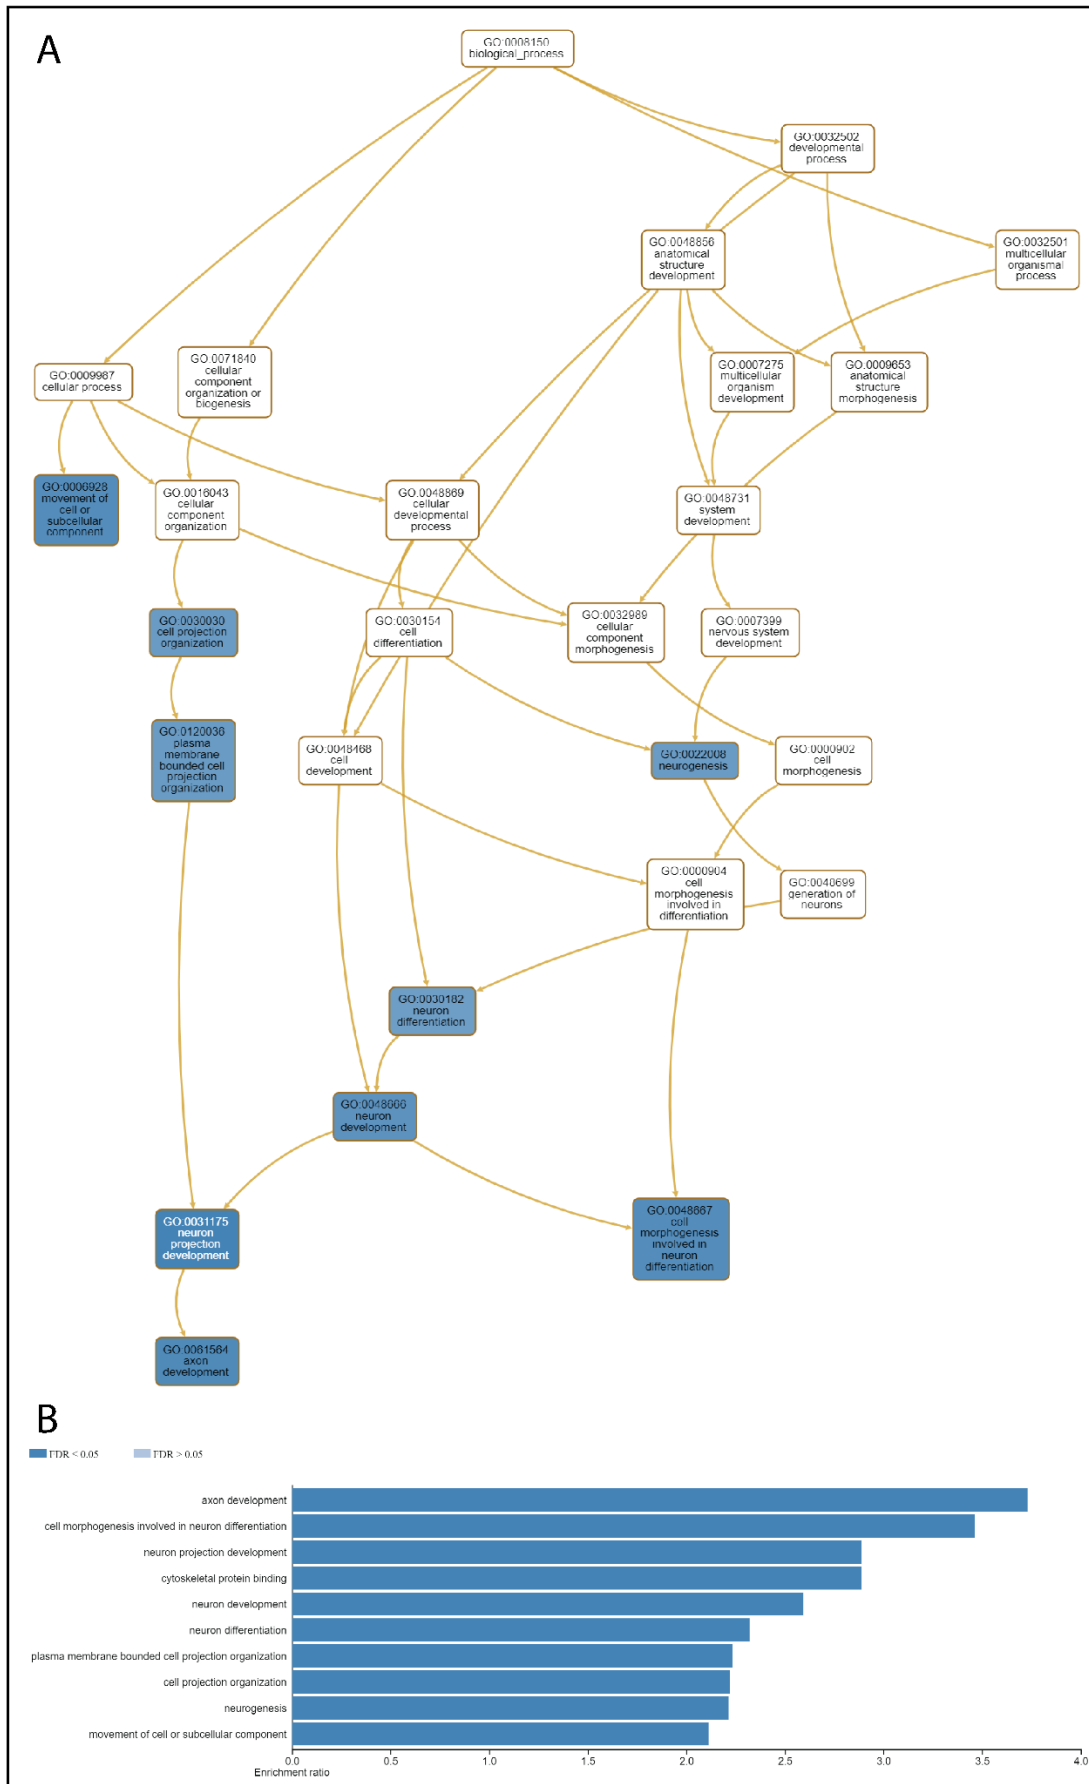 A
GO:0008150
biological_process
GO:0032502
developmental
process
GO:0048856
anatomical
structure
development
GO:0032501
multicellular
organismal
process
GO:0009987
cellular process
GO:0071840
cellular
component
organization or
biogenesis
GO:0007275
multicellular
organism
development
GO:0009653
anatomical
structure
morphogenesis
GO:0006928
movement of
cell or
subcellular
component
GO:0016043
cellular
component
organization
GO:0048869
cellular
developmental
process
GO:0048731
system
development
GO:0030030
cell projection
organization
GO:0030154
cell
differentiation
GO:0032989
cellular
component
morphogenesis
GO:0007399
nervous system
development
GO:0120036
plasma
membrane
bounded cell
projection
organization
GO:0048468
cell
development
GO:0022008
neurogenesis
GO:0000902
cell
morphogenesis
GO:0000904
cell
morphogenesis
involved in
differentiation
GO:0048699
generation of
neurons
GO:0030182
neuron
differentiation
GO:0048666
neuron
development
GO:0031175
neuron
projection
development
GO:0048667
cell
morphogenesis
involved in
neuron
differentiation
GO:0061564
axon
development
B
FDR < 0.05
FDR > 0.05
axon development
cell morphogenesis involved in neuron differentiation
neuron projection development
cytoskeletal protein binding
neuron development
neuron differentiation
plasma membrane bounded cell projection organization
cell projection organization
neurogenesis
movement of cell or subcellular component
0.0 0.5 1.0 1.5 2.0 2.5 3.0 3.5 4.0
Enrichment ratio